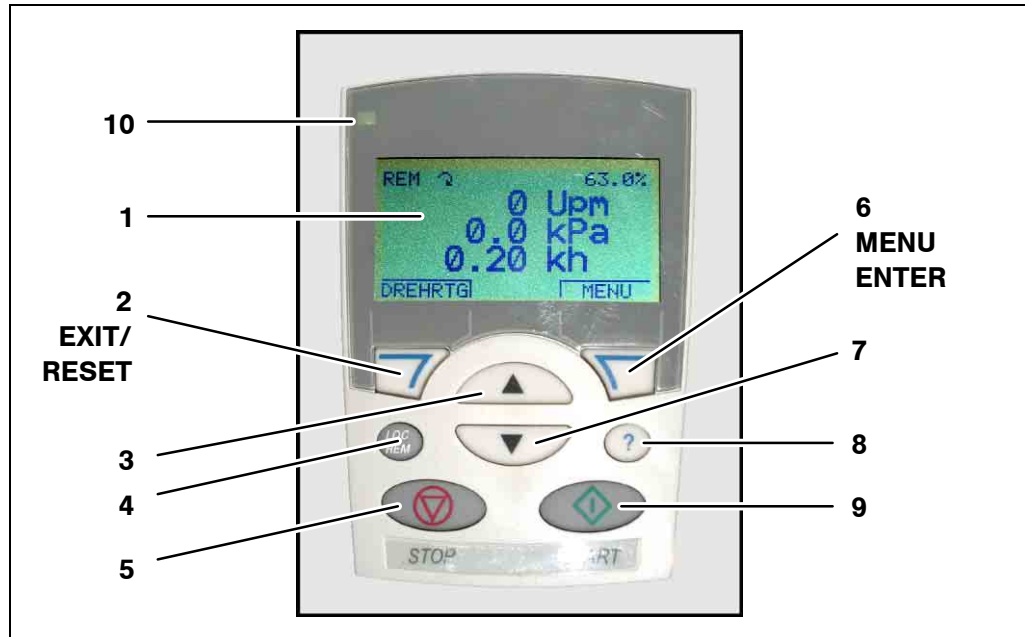 10
REM 63.0%
1
0 Upm
0.0 kPa
0.20 kh
DREHRTG MENU
6
MENU
ENTER
2
EXIT/
RESET
7
3
LOC
REM
?
8
4
9
5
STOP